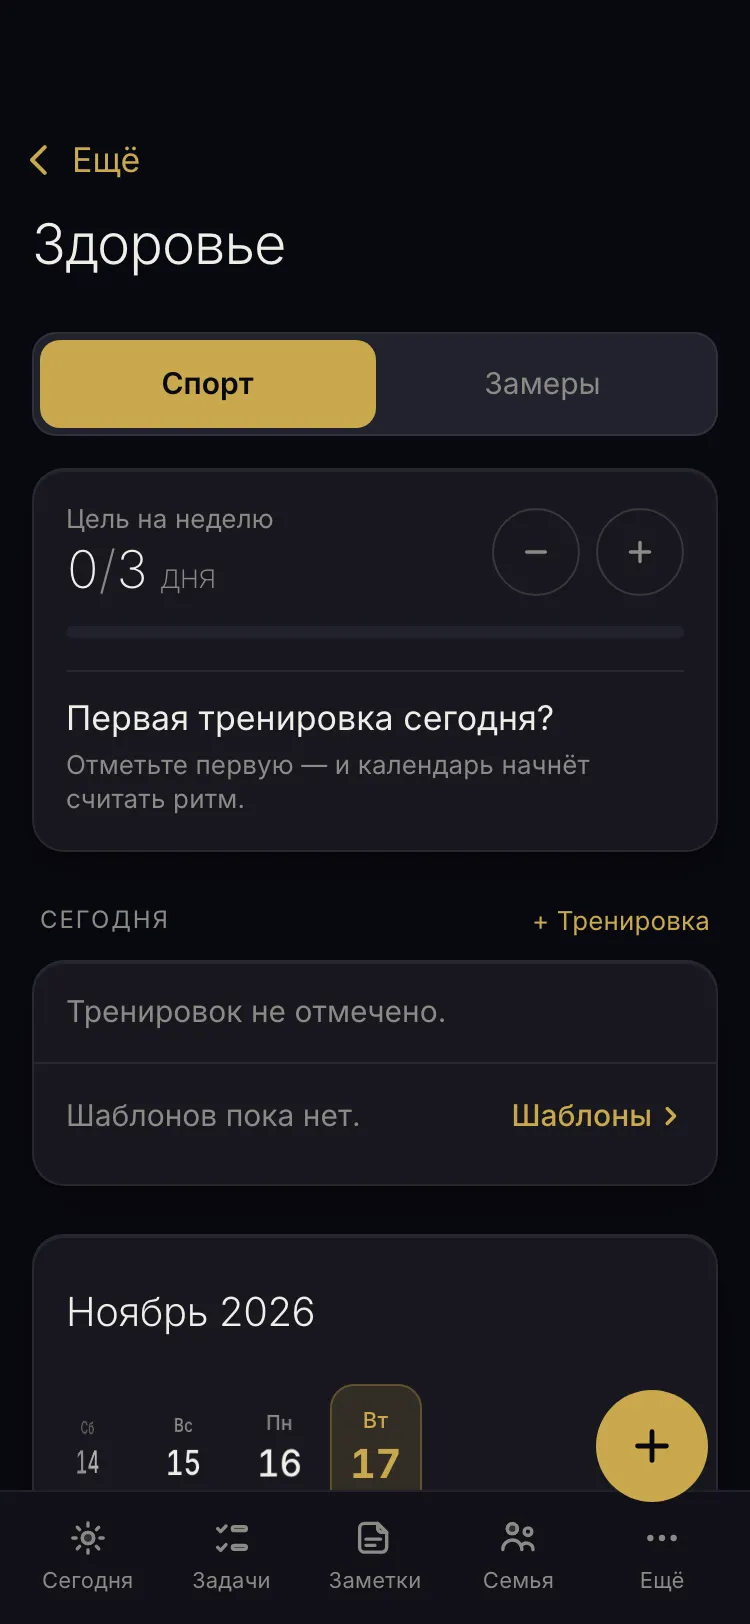 Ещё
Здоровье
Спорт
Замеры
Цель на неделю
0/3 дня
Первая тренировка сегодня?
Отметьте первую — и календарь начнёт
считать ритм.
СЕГОДНЯ
+ Тренировка
Тренировок не отмечено.
Шаблонов пока нет.
Шаблоны
Ноябрь 2026
Сб
Вс
Пн
Вт
14
15
16
17
Сегодня
Задачи
Заметки
Семья
Ещё